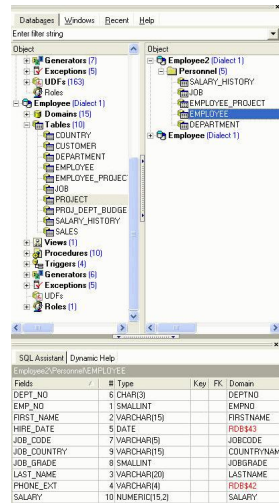 Databases Windows Recent Help
Enter filter string
Object
Generators (7)
Exceptions (5)
UDFs (163)
Roles
Employee (Dialect 1)
Domains (15)
Tables (10)
COUNTRY
CUSTOMER
DEPARTMENT
EMPLOYEE
EMPLOYEE_PROJEC
JOB
PROJECT
PROJ_DEPT_BUDGE
SALARY_HISTORY
SALES
Views (1)
Procedures (10)
Triggers (4)
Generators (6)
Exceptions (5)
UDFs
Roles (1)
Object
Employee2 (Dialect 1)
Personnel (5)
SALARY_HISTORY
JOB
EMPLOYEE_PROJECT
EMPLOYEE
DEPARTMENT
Employee (Dialect 1)
SQL Assistant Dynamic Help
Employee2\Personnel\EMPLOYEE
Fields # Type Key FK Domain
DEPT_NO 6 CHAR(3) DEPTNO
EMP_NO 1 SMALLINT EMPNO
FIRST_NAME 2 VARCHAR(15) FIRSTNAME
HIRE_DATE 5 DATE RDB$43
JOB_CODE 7 VARCHAR(5) JOBCODE
JOB_COUNTRY 9 VARCHAR(15) COUNTRYNAM
JOB_GRADE 8 SMALLINT JOBGRADE
LAST_NAME 3 VARCHAR(20) LASTNAME
PHONE_EXT 4 VARCHAR(4) RDB$42
SALARY 10 NUMERIC(15,2) SALARY